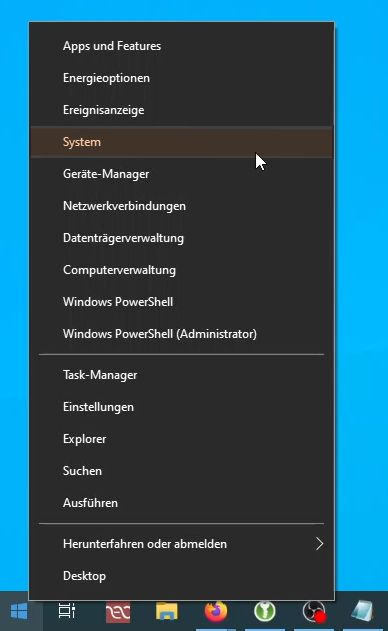 Apps und Features
Energieoptionen
Ereignisanzeige
System
Geräte-Manager
Netzwerkverbindungen
Datenträgerverwaltung
Computerverwaltung
Windows PowerShell
Windows PowerShell (Administrator)
Task-Manager
Einstellungen
Explorer
Suchen
Ausführen
Herunterfahren oder abmelden
Desktop